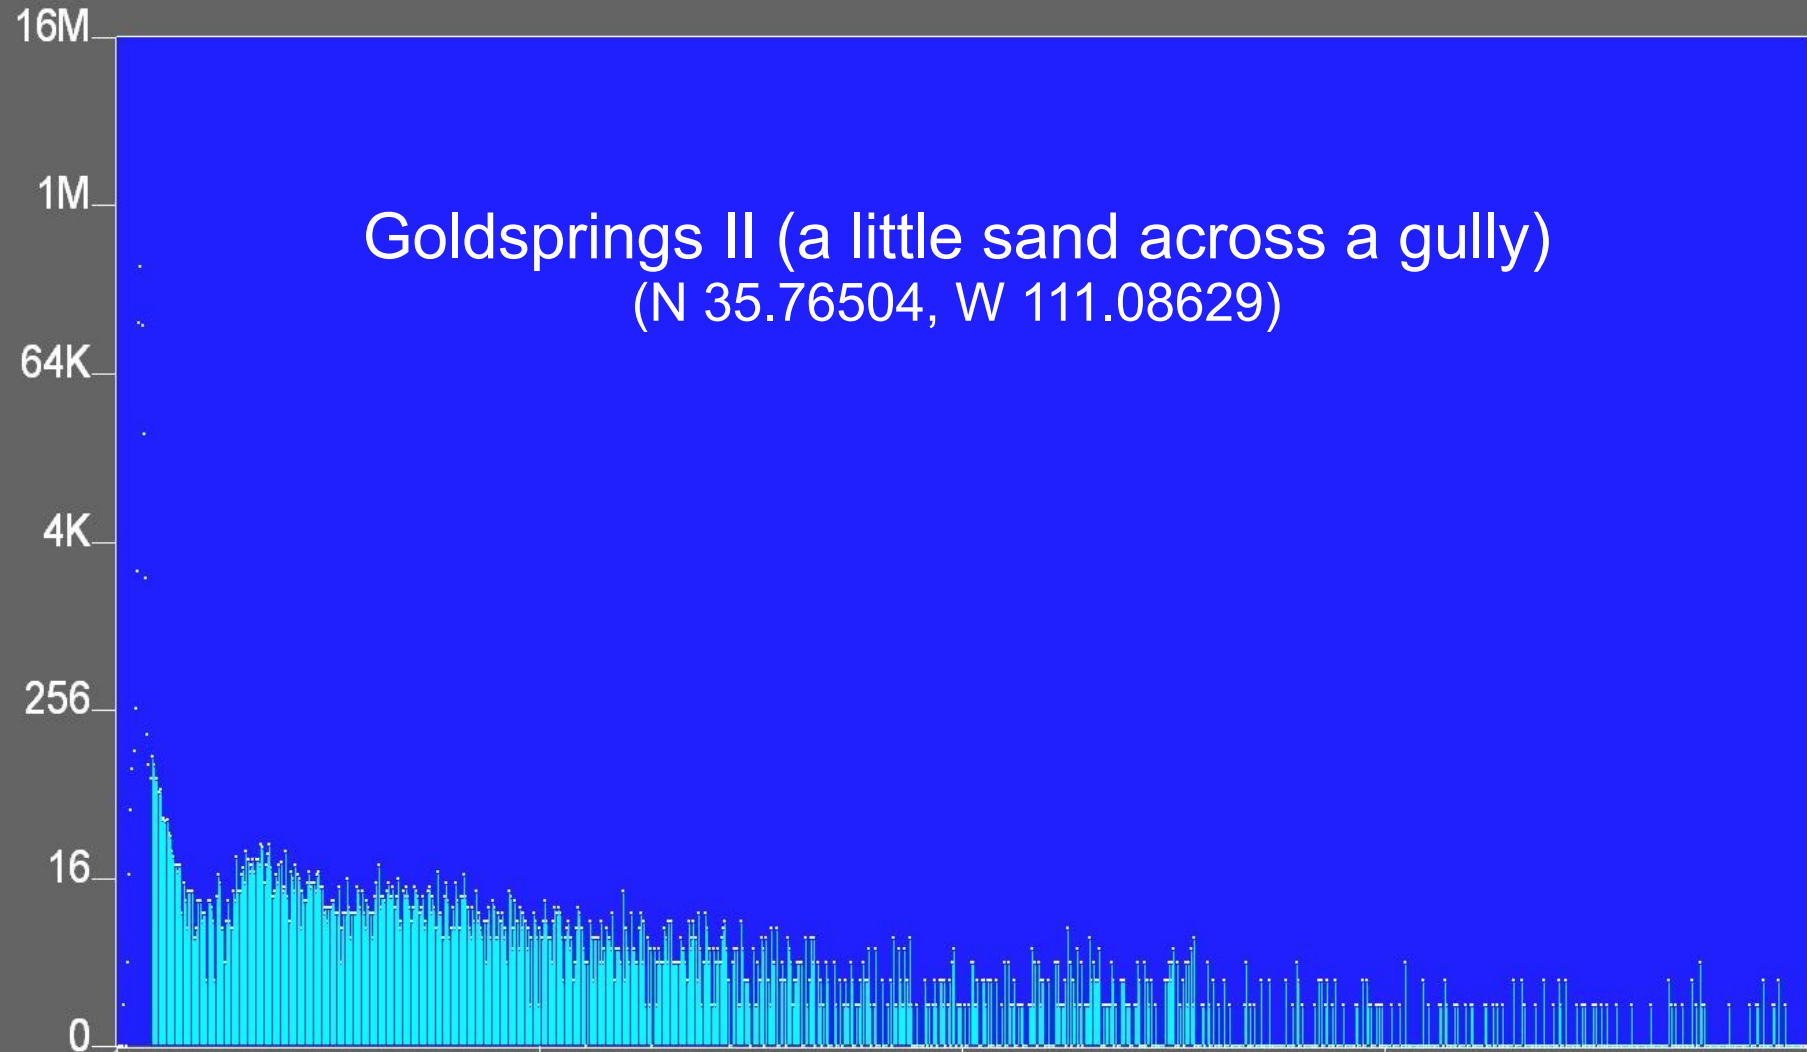 16M
1M
Goldsprings II (a little sand across a gully)
(N 35.76504, W 111.08629)
64K
4K
256
16
0